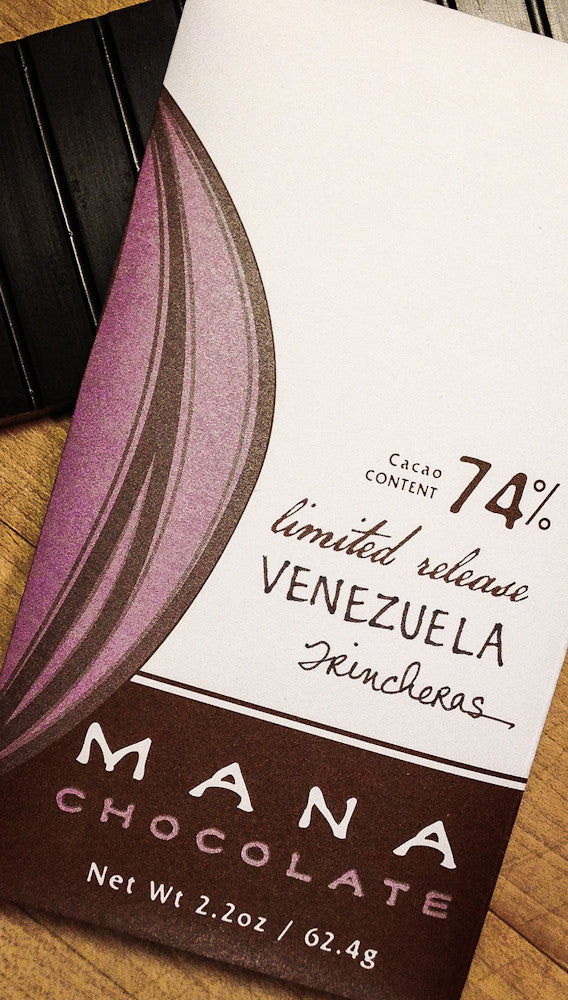 Cacao
CONTENT 74%
limited release
VENEZUELA
Trincheras
MANA
CHOCOLATE
Net Wt 2.2oz / 62.4g